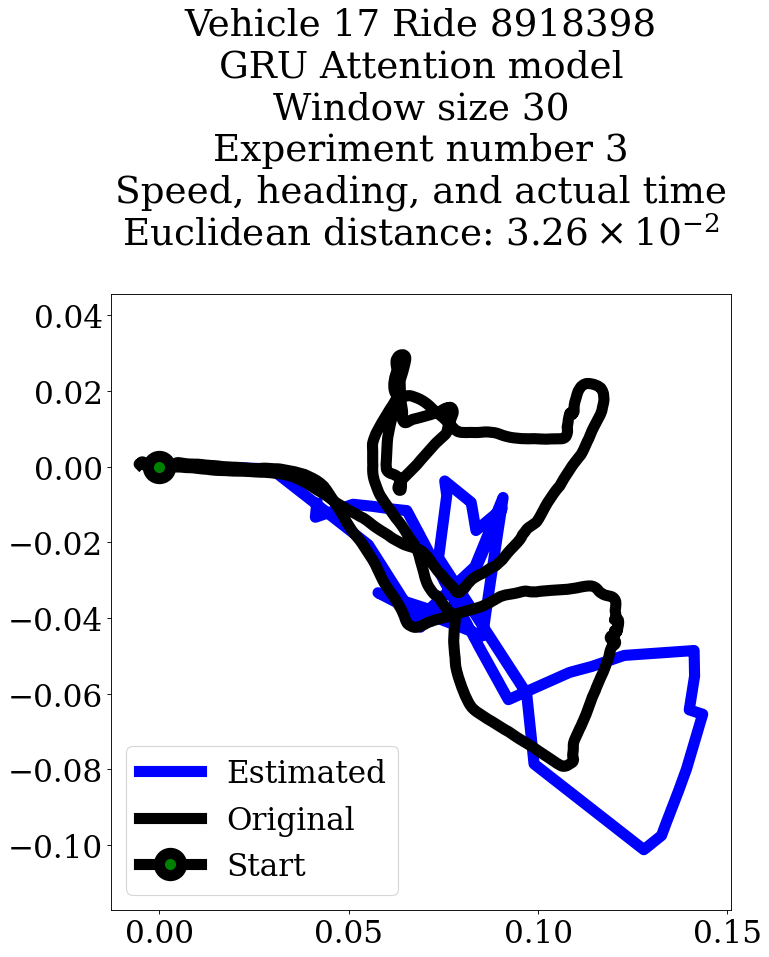 Vehicle 17 Ride 8918398
GRU Attention model
Window size 30
Experiment number 3
Speed, heading, and actual time
Euclidean distance: 3.26 × 10⁻²
0.04
0.02
0.00
−0.02
−0.04
−0.06
−0.08
−0.10
Estimated
Original
Start
0.00 0.05 0.10 0.15